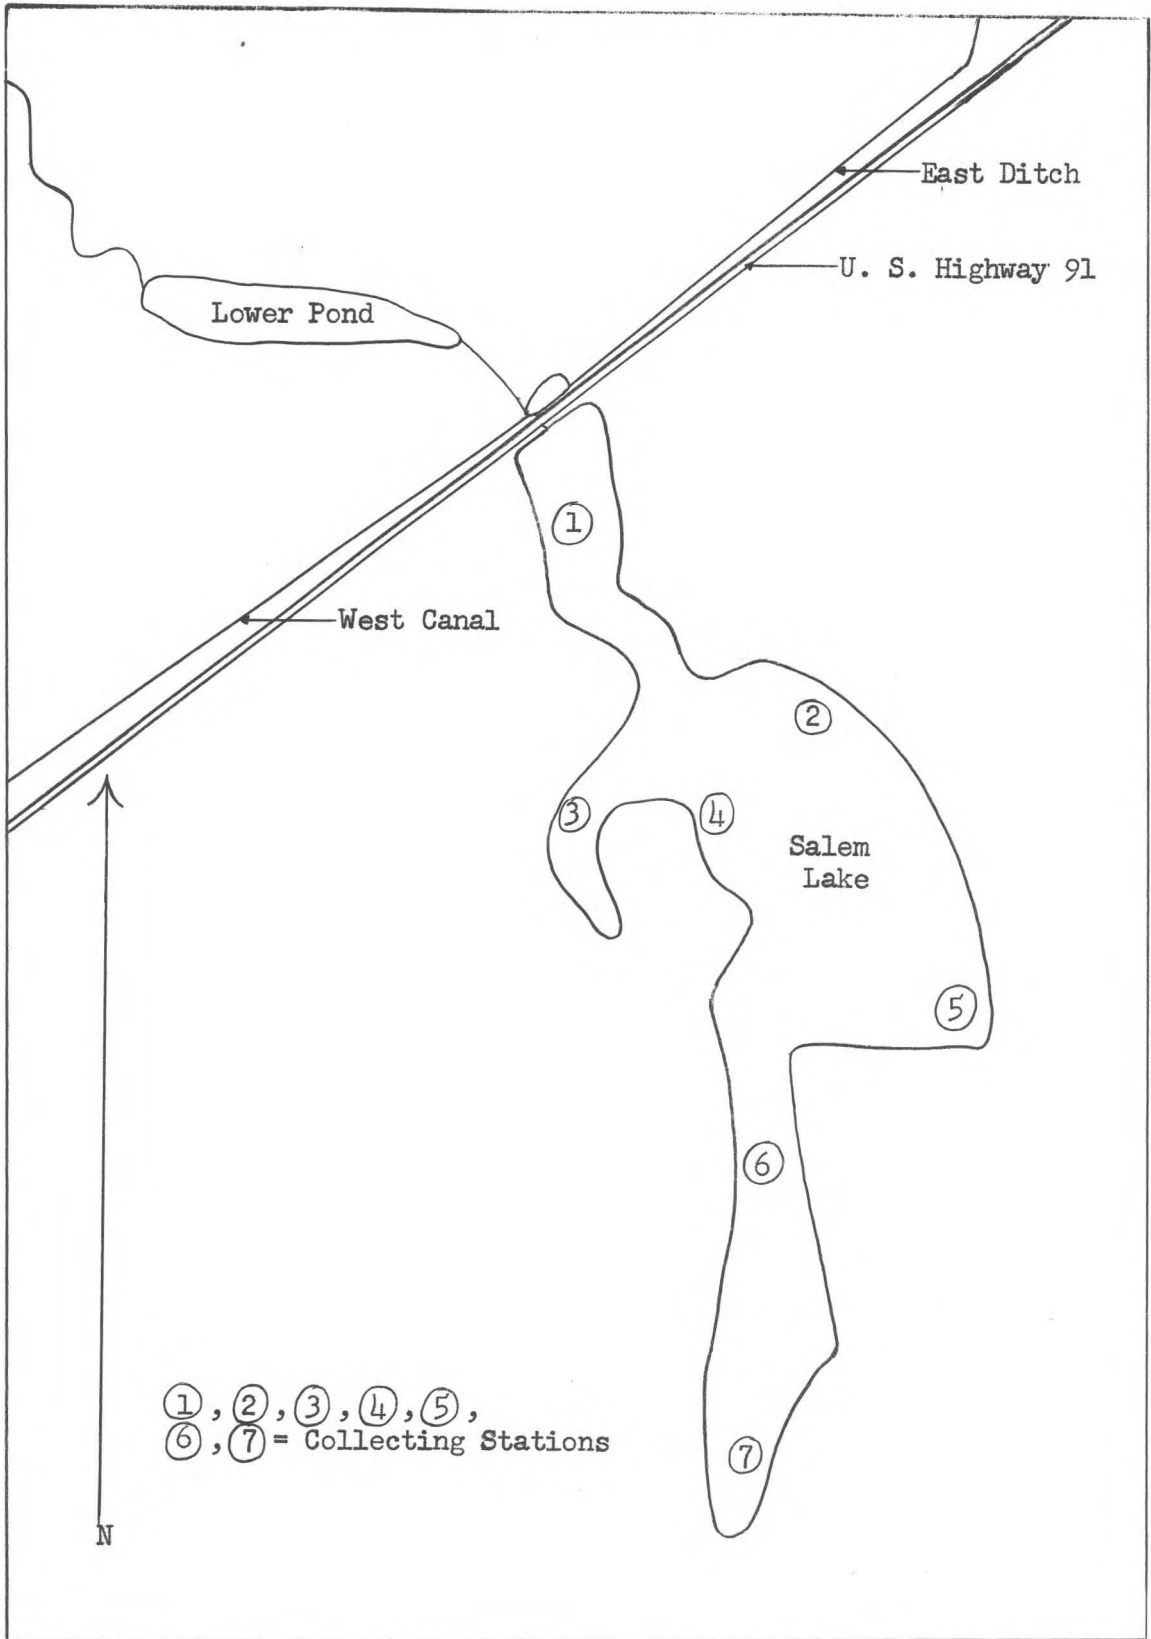 East Ditch
U. S. Highway 91
Lower Pond
①
West Canal
②
③
④
Salem
Lake
⑤
⑥
①, ②, ③, ④, ⑤,
⑥, ⑦ = Collecting Stations
⑦
N